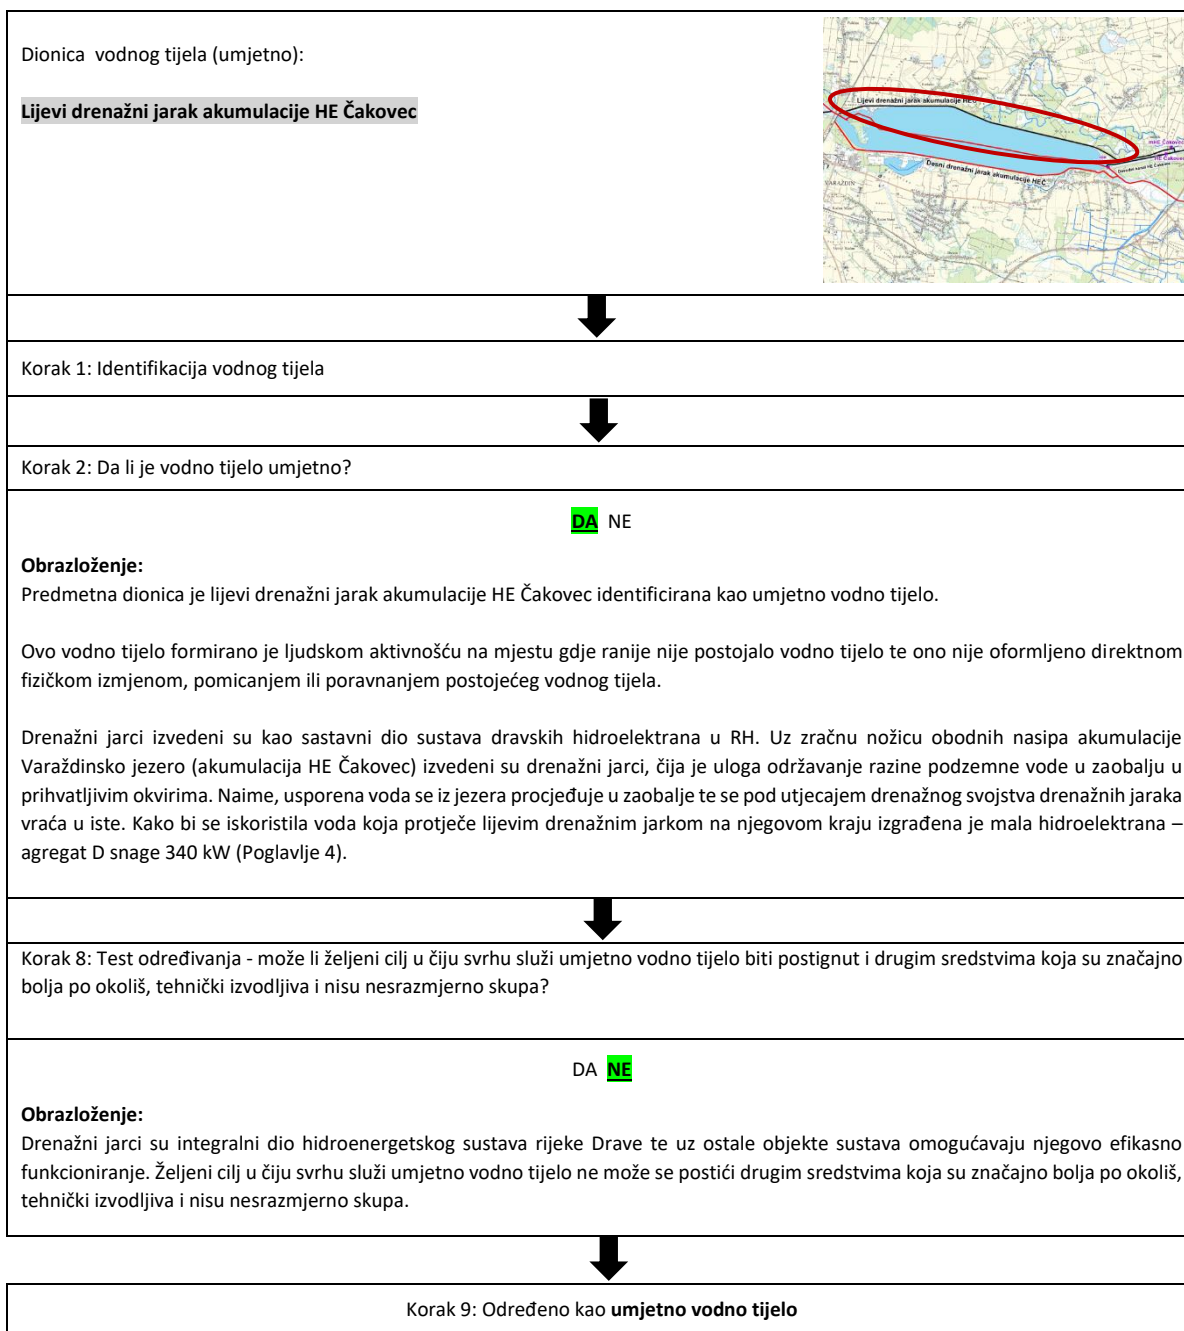 Dionica vodnog tijela (umjetno):
Lijevi drenažni jarak akumulacije HE Čakovec
Lijevi drenažni jarak akumulacije HEČ
Desni drenažni jarak akumulacije HEČ
VARAŽDIN
Korak 1: Identifikacija vodnog tijela
Korak 2: Da li je vodno tijelo umjetno?
DA NE
Obrazloženje:
Predmetna dionica je lijevi drenažni jarak akumulacije HE Čakovec identificirana kao umjetno vodno tijelo.
Ovo vodno tijelo formirano je ljudskom aktivnošću na mjestu gdje ranije nije postojalo vodno tijelo te ono nije oformljeno direktnom
fizičkom izmjenom, pomicanjem ili poravnanjem postojećeg vodnog tijela.
Drenažni jarci izvedeni su kao sastavni dio sustava dravskih hidroelektrana u RH. Uz zračnu nožicu obodnih nasipa akumulacije
Varaždinsko jezero (akumulacija HE Čakovec) izvedeni su drenažni jarci, čija je uloga održavanje razine podzemne vode u zaobalju u
prihvatljivim okvirima. Naime, usporena voda se iz jezera procjeđuje u zaobalje te se pod utjecajem drenažnog svojstva drenažnih jaraka
vraća u iste. Kako bi se iskoristila voda koja protječe lijevim drenažnim jarkom na njegovom kraju izgrađena je mala hidroelektrana –
agregat D snage 340 kW (Poglavlje 4).
Korak 8: Test određivanja - može li željeni cilj u čiju svrhu služi umjetno vodno tijelo biti postignut i drugim sredstvima koja su značajno
bolja po okoliš, tehnički izvodljiva i nisu nesrazmjerno skupa?
DA NE
Obrazloženje:
Drenažni jarci su integralni dio hidroenergetskog sustava rijeke Drave te uz ostale objekte sustava omogućavaju njegovo efikasno
funkcioniranje. Željeni cilj u čiju svrhu služi umjetno vodno tijelo ne može se postići drugim sredstvima koja su značajno bolja po okoliš,
tehnički izvodljiva i nisu nesrazmjerno skupa.
Korak 9: Određeno kao umjetno vodno tijelo